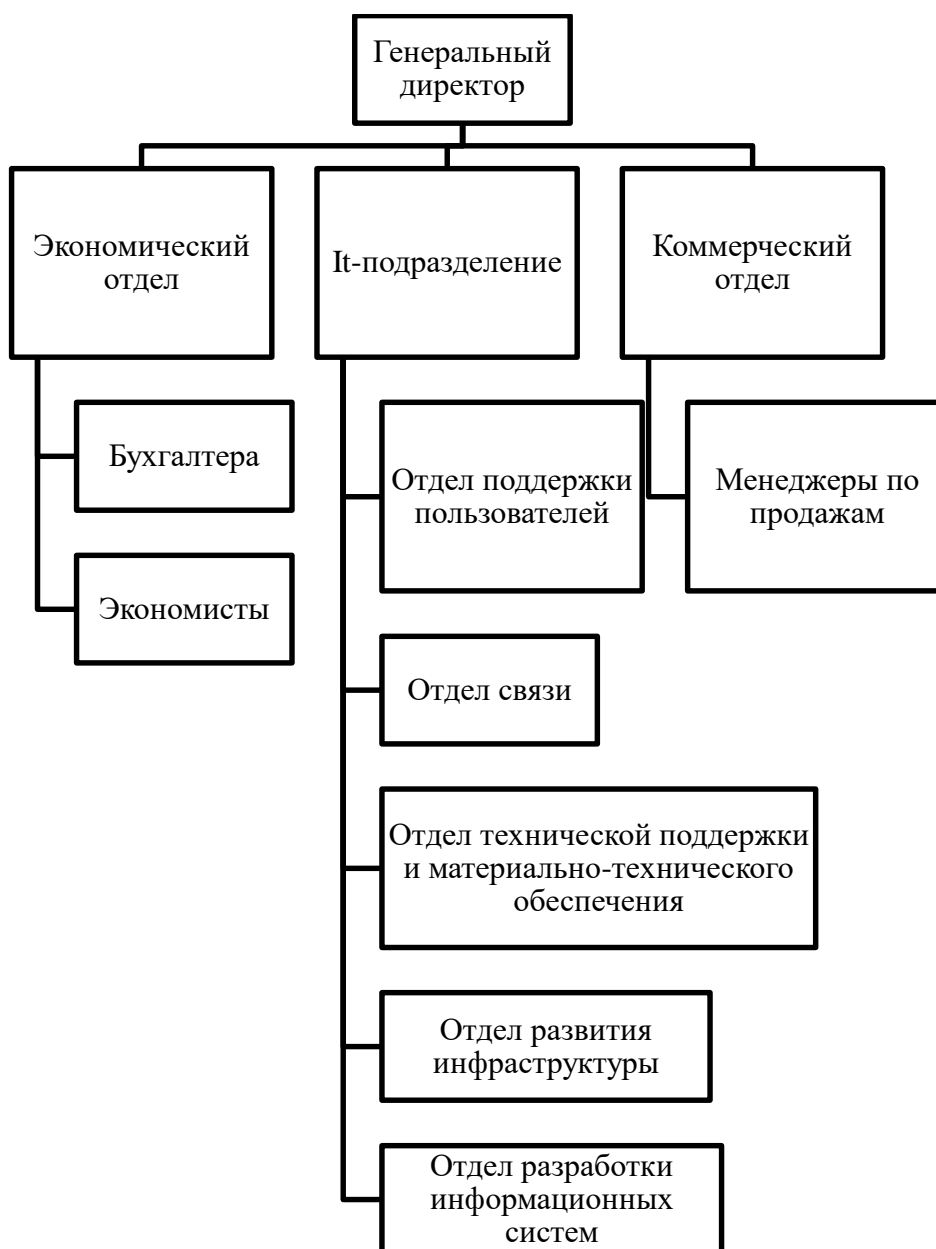 Генеральный
директор
Экономический
отдел
It-подразделение
Коммерческий
отдел
Бухгалтера
Экономисты
Отдел поддержки
пользователей
Менеджеры по
продажам
Отдел связи
Отдел технической поддержки
и материально-технического
обеспечения
Отдел развития
инфраструктуры
Отдел разработки
информационных
систем